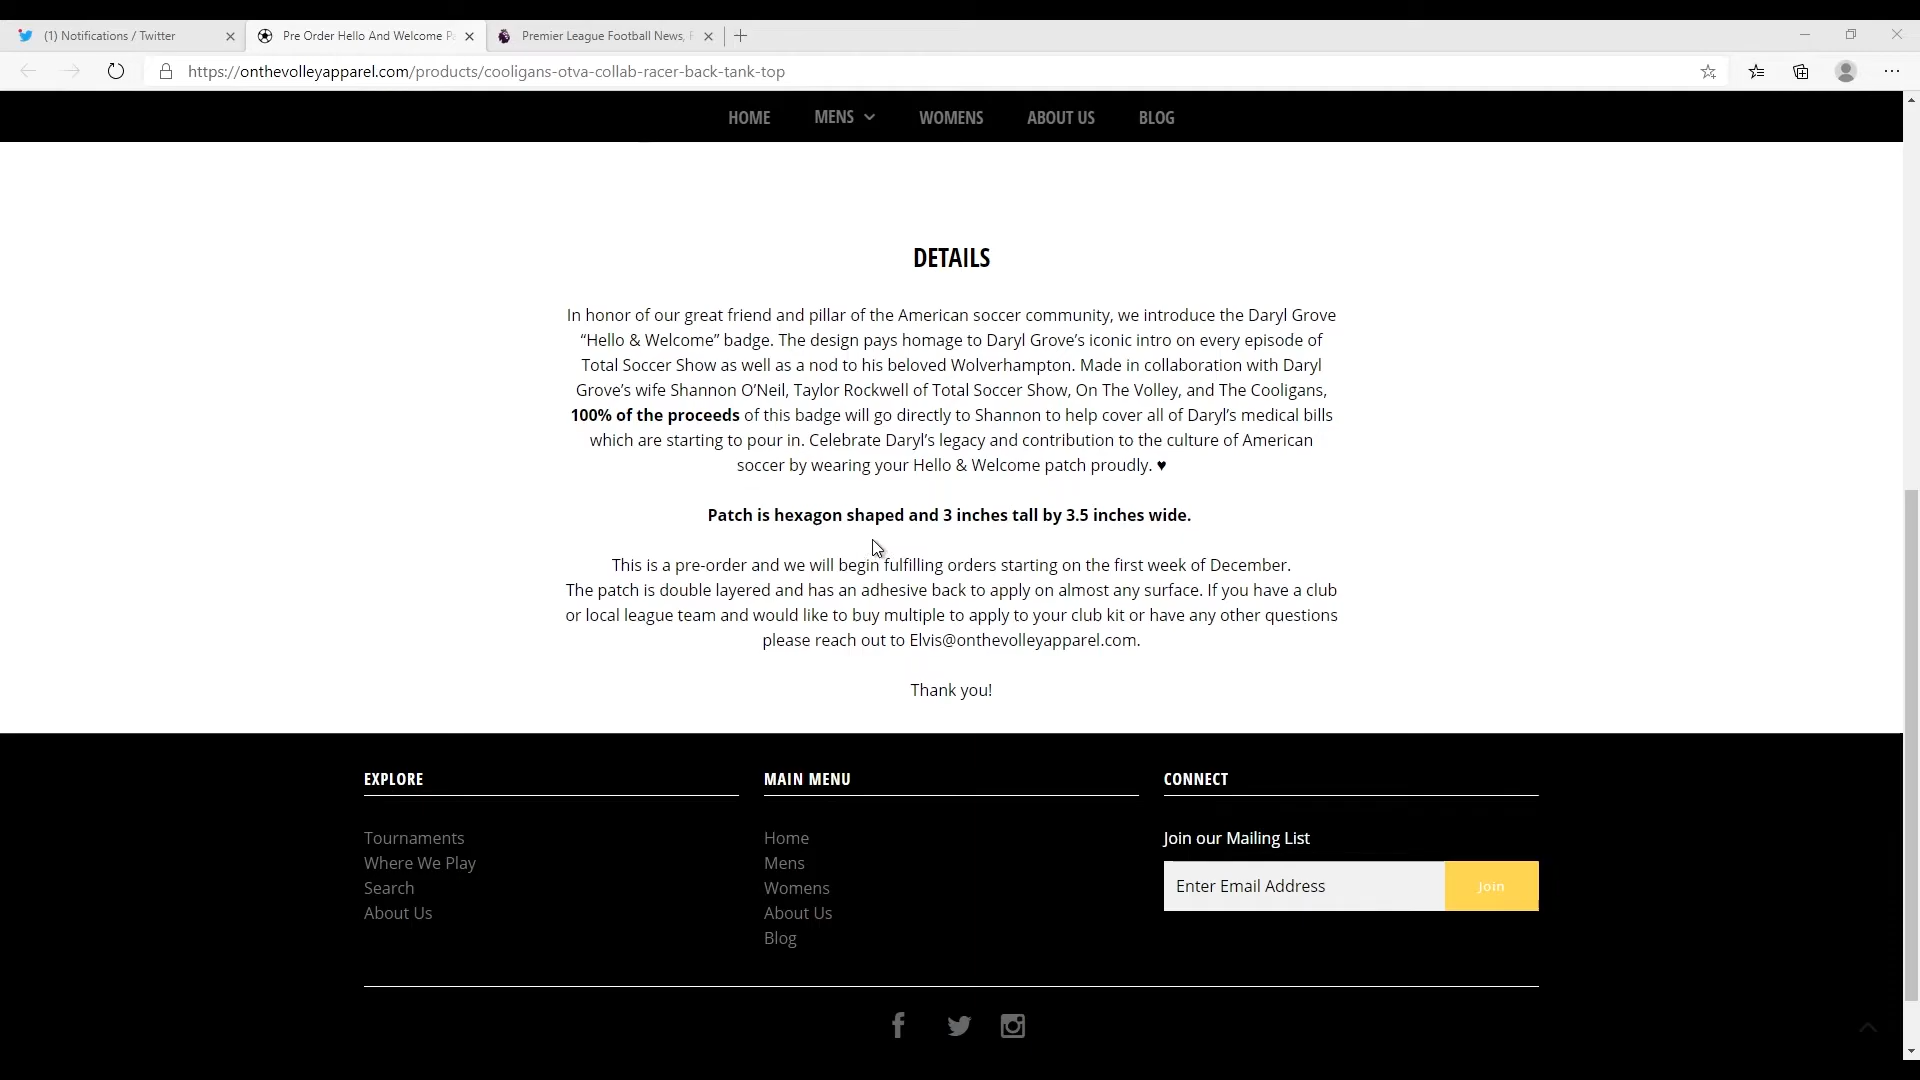 (1) Notifications / Twitter
Pre Order Hello And Welcome P
Premier League Football News,
https://onthevolleyapparel.com/products/cooligans-otva-collab-racer-back-tank-top
HOME MENS WOMENS ABOUT US BLOG
DETAILS
In honor of our great friend and pillar of the American soccer community, we introduce the Daryl Grove
“Hello & Welcome” badge. The design pays homage to Daryl Grove’s iconic intro on every episode of
Total Soccer Show as well as a nod to his beloved Wolverhampton. Made in collaboration with Daryl
Grove’s wife Shannon O’Neil, Taylor Rockwell of Total Soccer Show, On The Volley, and The Cooligans,
100% of the proceeds of this badge will go directly to Shannon to help cover all of Daryl’s medical bills
which are starting to pour in. Celebrate Daryl’s legacy and contribution to the culture of American
soccer by wearing your Hello & Welcome patch proudly. ♥
Patch is hexagon shaped and 3 inches tall by 3.5 inches wide.
This is a pre-order and we will begin fulfilling orders starting on the first week of December.
The patch is double layered and has an adhesive back to apply on almost any surface. If you have a club
or local league team and would like to buy multiple to apply to your club kit or have any other questions
please reach out to Elvis@onthevolleyapparel.com.
Thank you!
EXPLORE
Tournaments
Where We Play
Search
About Us
MAIN MENU
Home
Mens
Womens
About Us
Blog
CONNECT
Join our Mailing List
Enter Email Address
Join